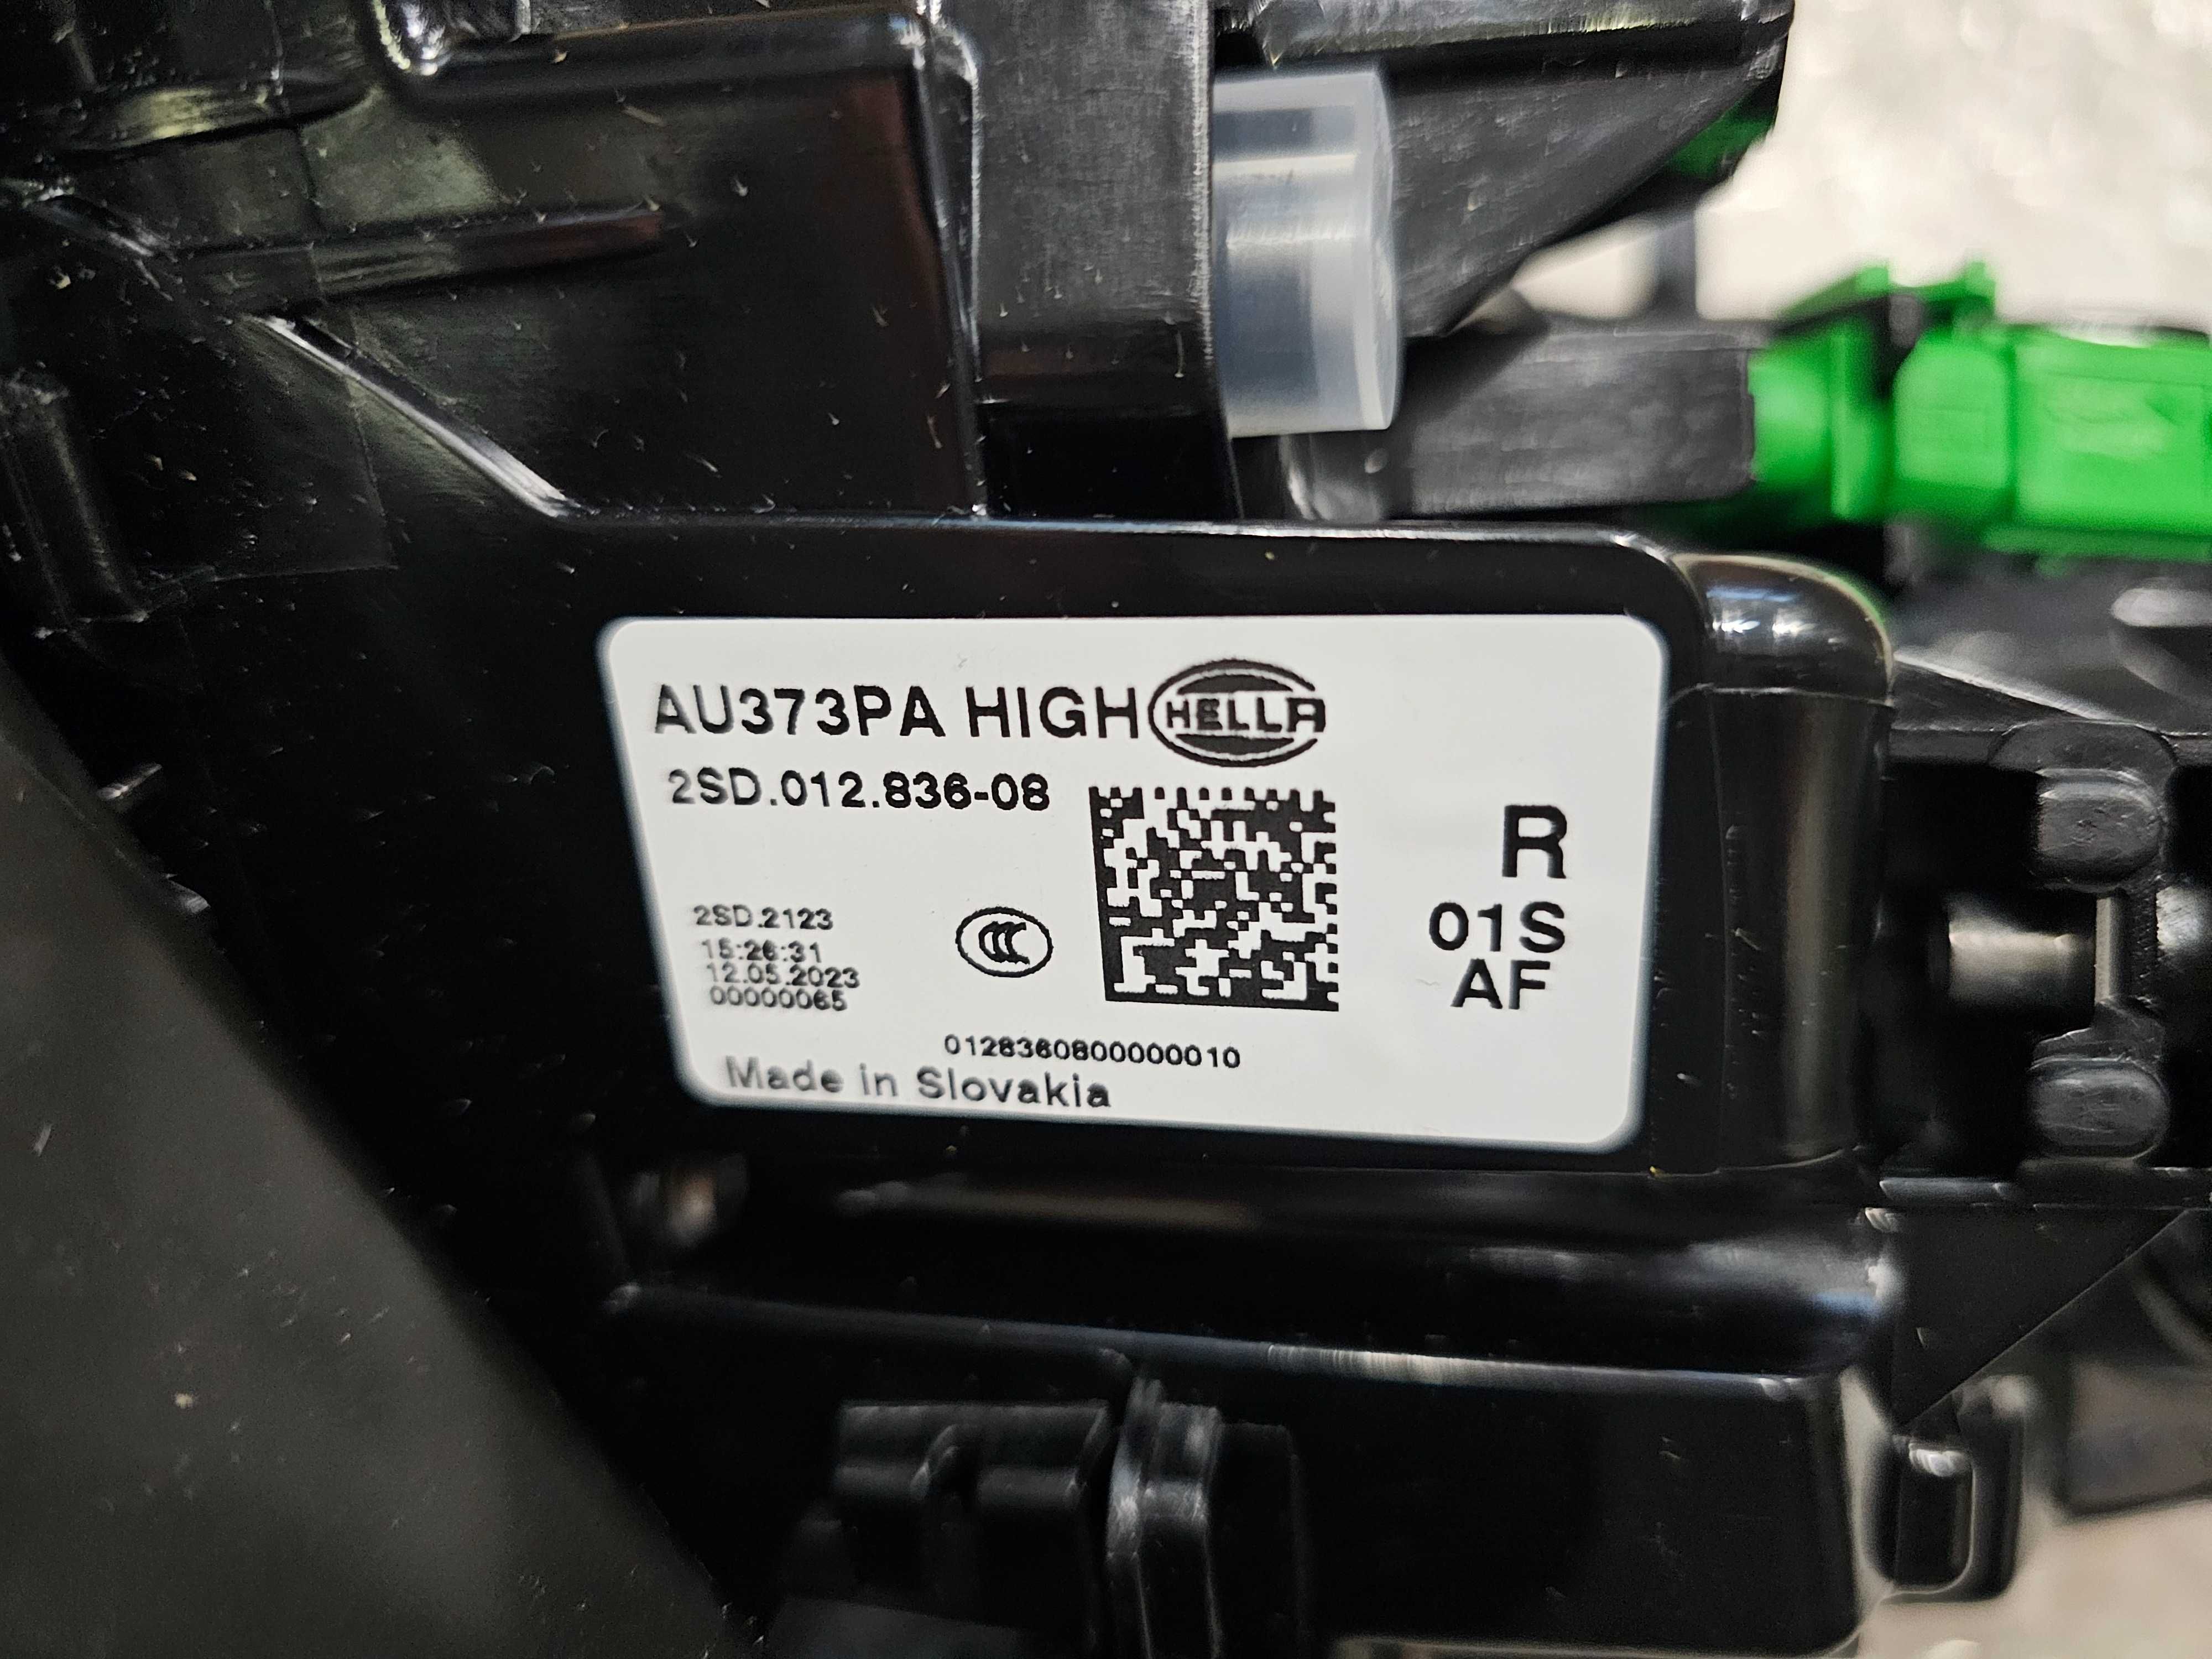 AU373PA HIGH HELLA
2SD.012.836-08
R
01S
AF
2SD.2123
15:26:31
12.05.2023
00000065
0128360800000010
Made in Slovakia